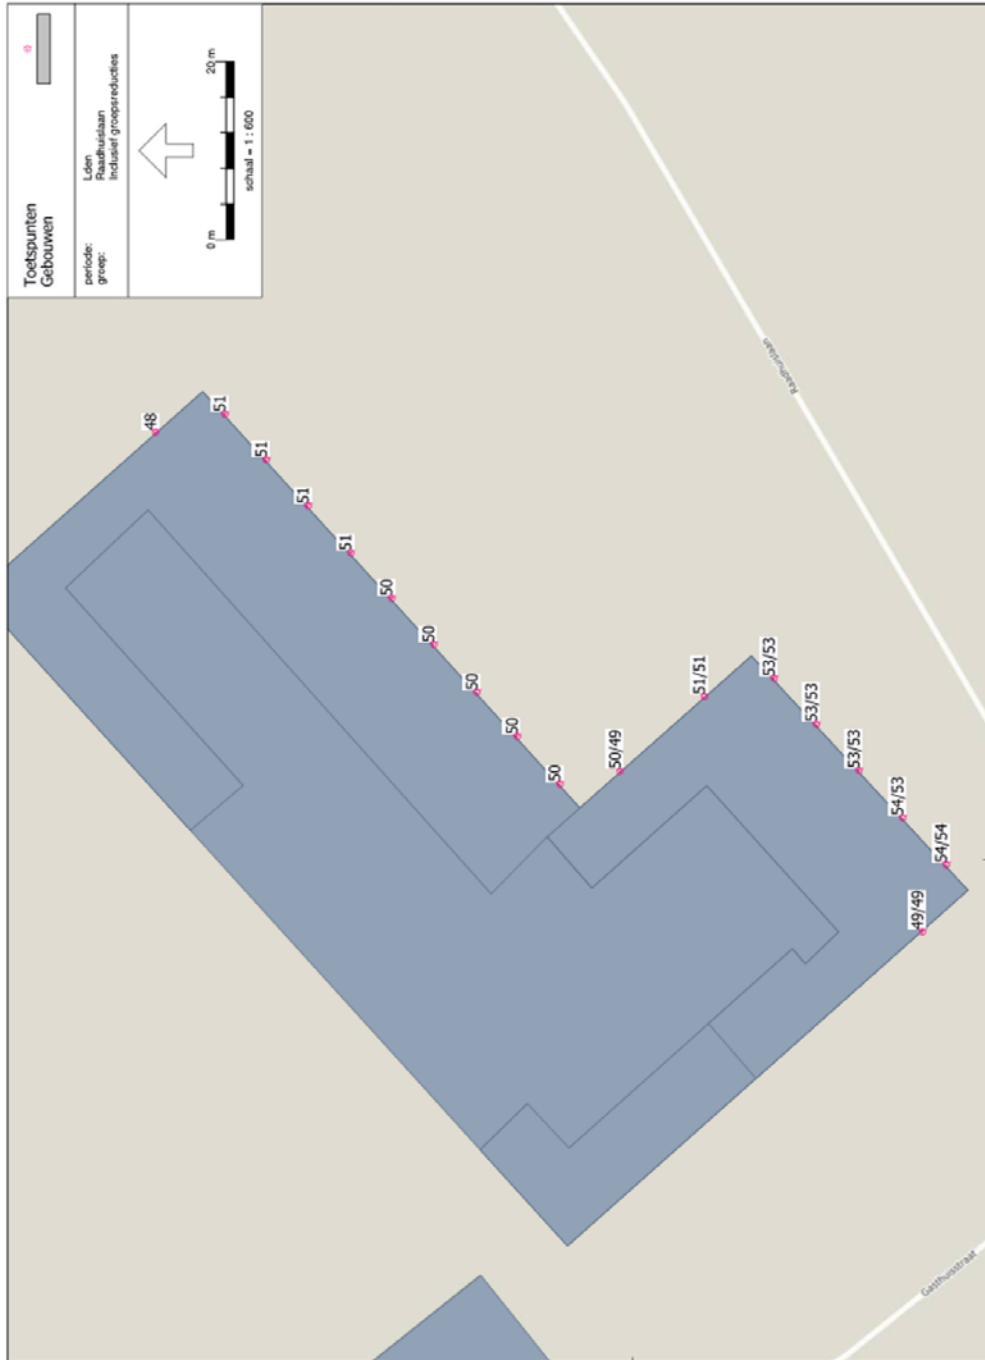 Toetspunten
Gebouwen
periode: Lden
groep: Raadhuislaan
Inclusief groepsreducties
0 m 20 m
schaal = 1 : 600
48
51
51
51
51
50
50
50
50
50
50/49
51/51
53/53
53/53
53/53
54/53
54/54
49/49
Raadhuislaan
Gasthuisstraat